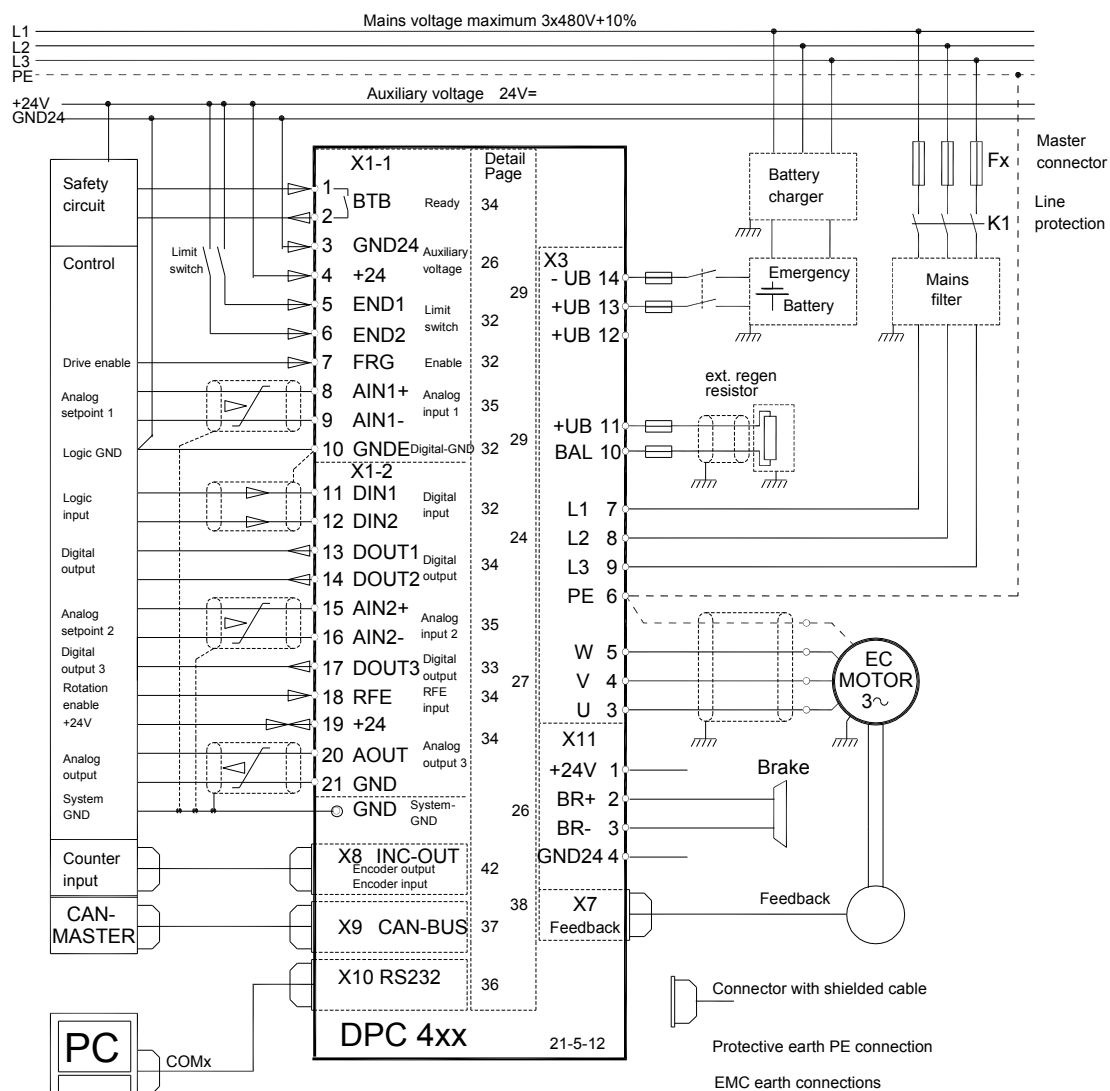 Mains voltage maximum 3x480V+10%
L1
L2
L3
PE
Auxiliary voltage 24V=
+24V
GND24
Safety
circuit
Control
Limit
switch
Drive enable
Analog
setpoint 1
Logic GND
Logic
input
Digital
output
Analog
setpoint 2
Digital
output 3
Rotation
enable
+24V
Analog
output
System
GND
Counter
input
CAN-
MASTER
PC
COMx
X1-1
Detail
Page
1
2
BTB
Ready
34
3 GND24
Auxiliary
voltage
4 +24
26
5 END1
Limit
switch
6 END2
32
7 FRG
Enable
32
8 AIN1+
Analog
input 1
9 AIN1-
35
10 GNDE
Digital-GND
32
X1-2
11 DIN1
Digital
input
12 DIN2
32
13 DOUT1
Digital
output
14 DOUT2
34
15 AIN2+
Analog
input 2
16 AIN2-
35
17 DOUT3
Digital
output
33
18 RFE
RFE
input
34
19 +24
20 AOUT
Analog
output 3
34
21 GND
GND
System-
GND
26
X8 INC-OUT
Encoder output
Encoder input
42
X9 CAN-BUS
37
X10 RS232
36
DPC 4xx
21-5-12
29
29
24
27
38
X3
- UB 14
+UB 13
+UB 12
+UB 11
BAL 10
L1 7
L2 8
L3 9
PE 6
W 5
V 4
U 3
X11
+24V 1
BR+ 2
BR- 3
GND24 4
X7
Feedback
Battery
charger
Emergency
Battery
ext. regen
resistor
Fx
K1
Master
connector
Line
protection
Mains
filter
EC
MOTOR
3~
Brake
Feedback
Connector with shielded cable
Protective earth PE connection
EMC earth connections